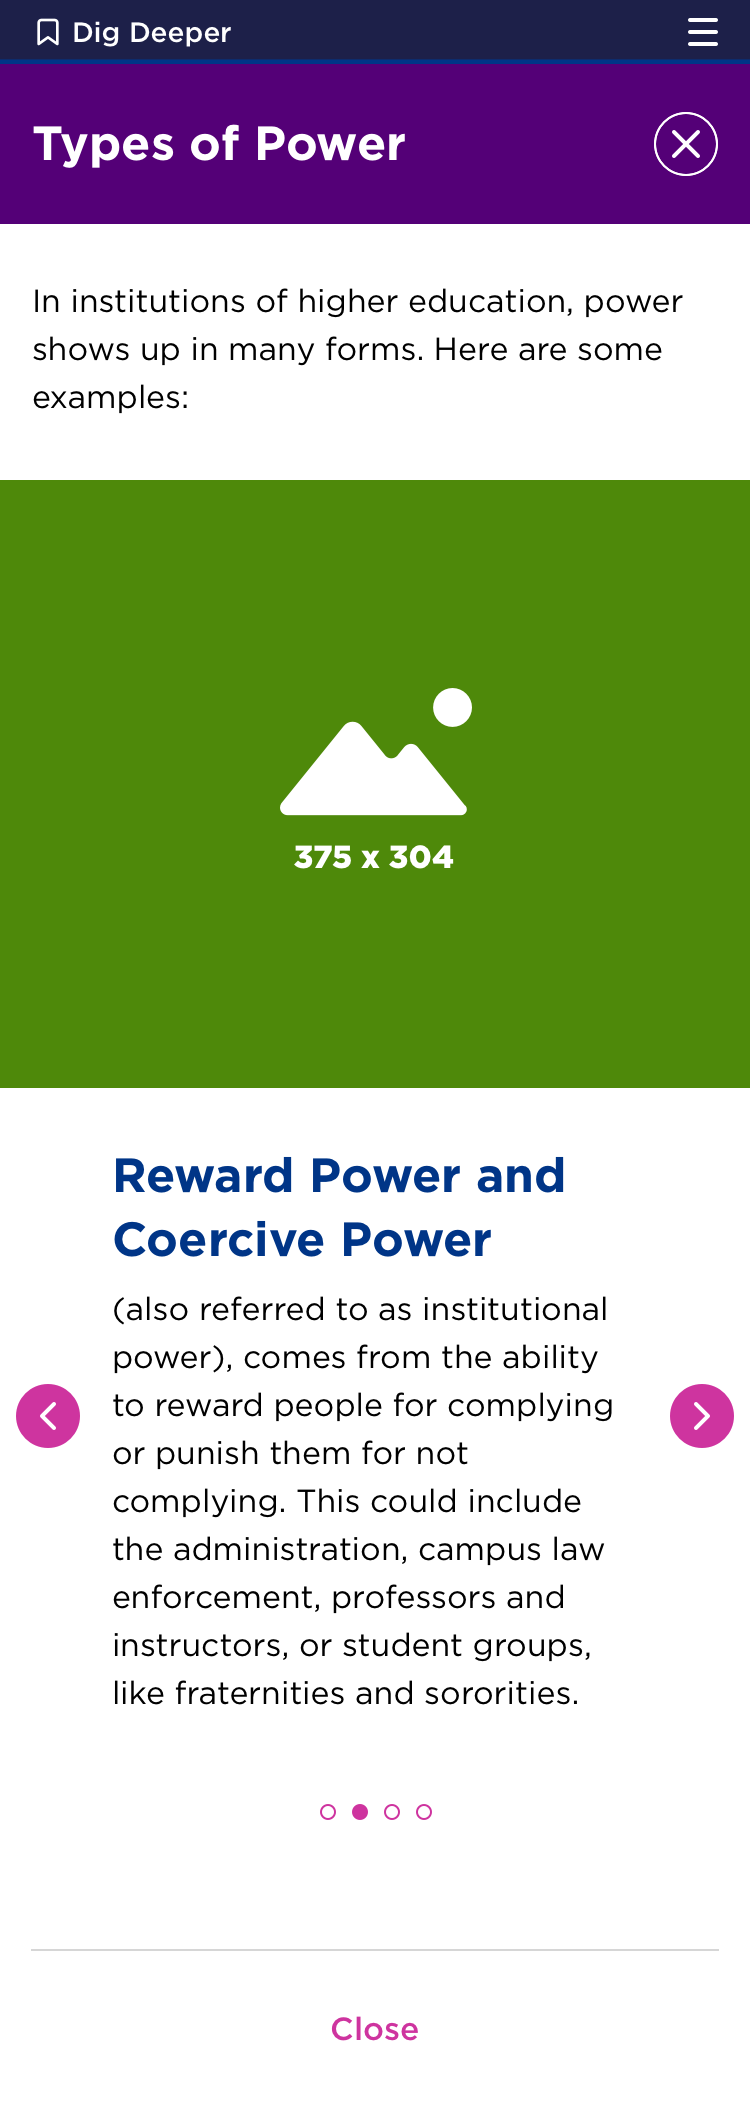 Dig Deeper
Types of Power
In institutions of higher education, power
shows up in many forms. Here are some
examples:
375 x 304
Reward Power and
Coercive Power
(also referred to as institutional
power), comes from the ability
to reward people for complying
or punish them for not
complying. This could include
the administration, campus law
enforcement, professors and
instructors, or student groups,
like fraternities and sororities.
Close